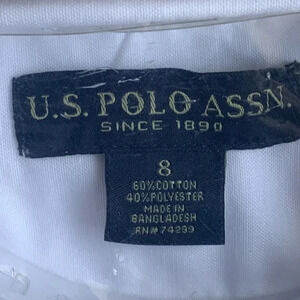 U.S. POLO ASSN.
SINCE 1890
8
60%COTTON
40%POLYESTER
MADE IN
BANGLADESH
RN# 74299